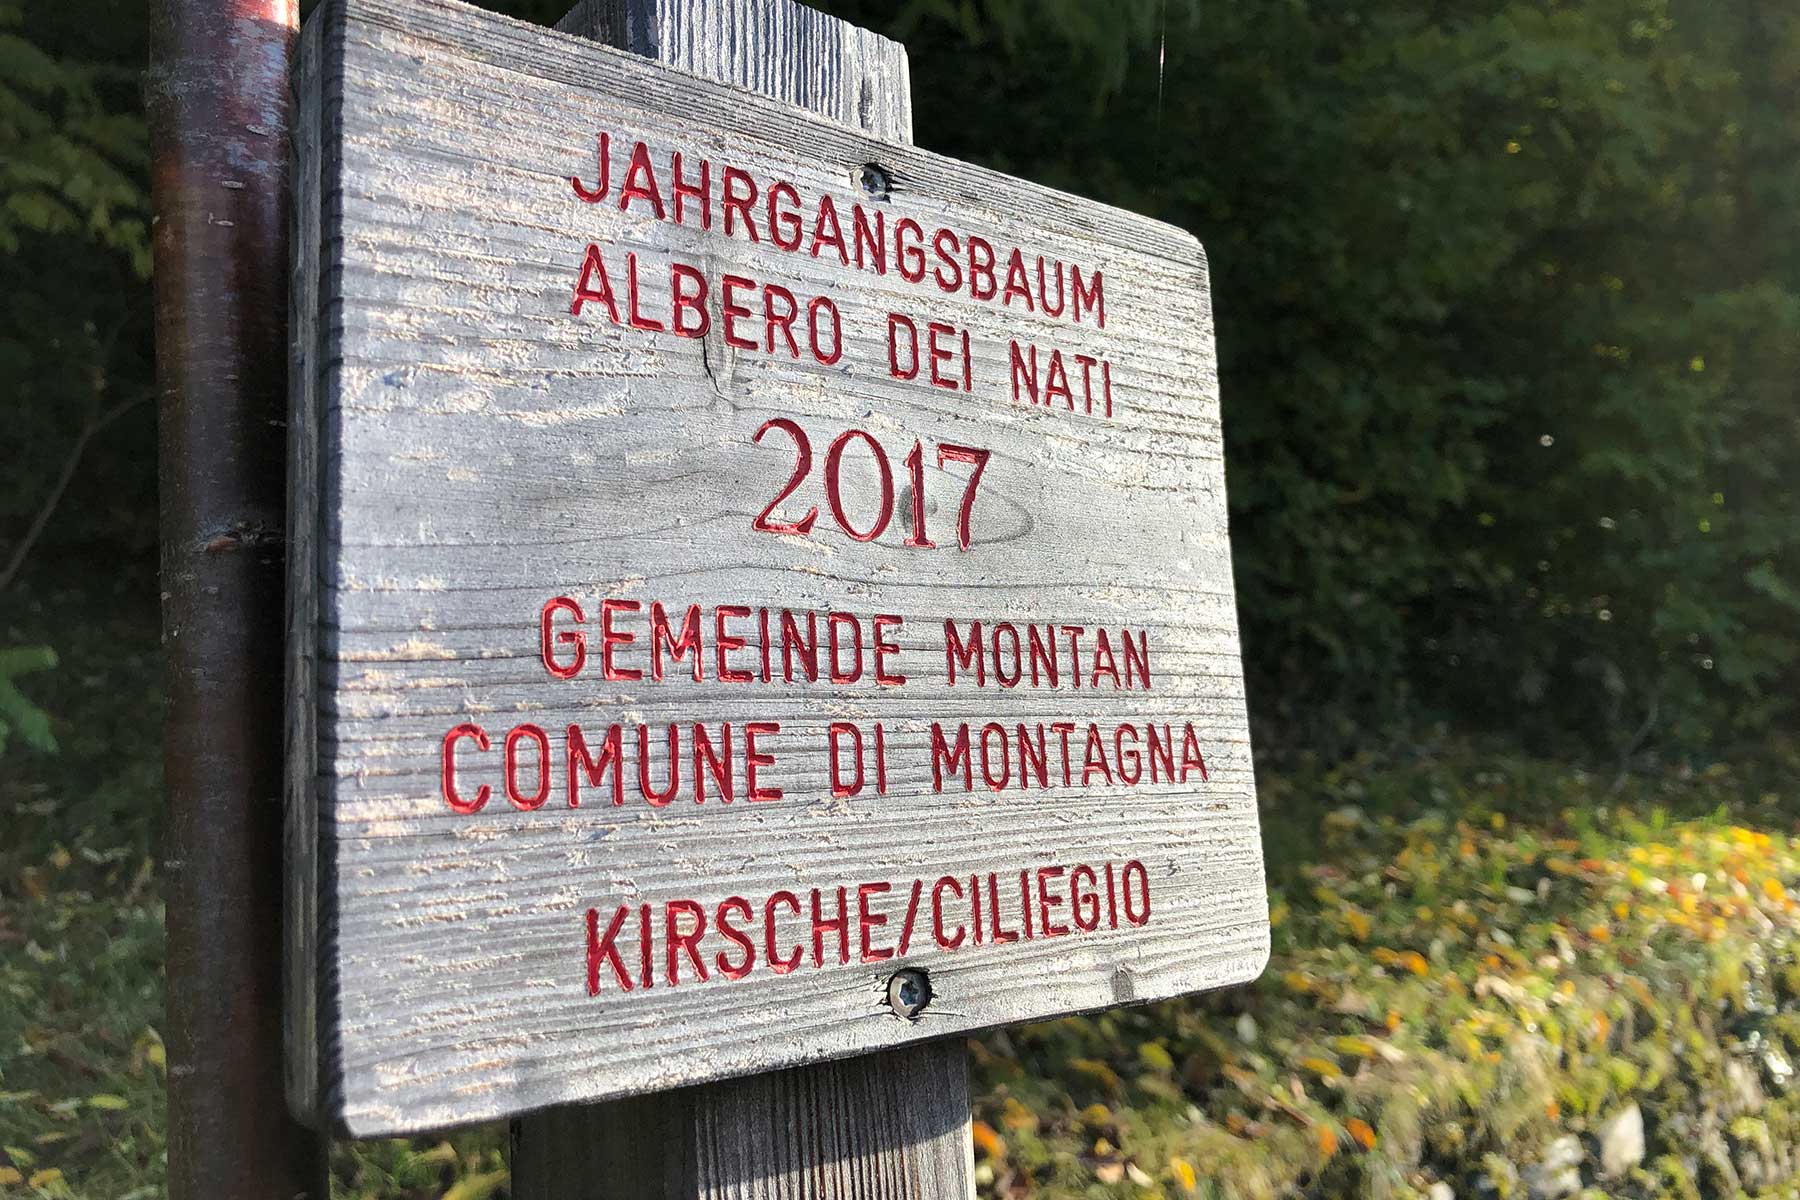 JAHRGANGSBAUM
ALBERO DEI NATI
2017
GEMEINDE MONTAN
COMUNE DI MONTAGNA
KIRSCHE/CILIEGIO